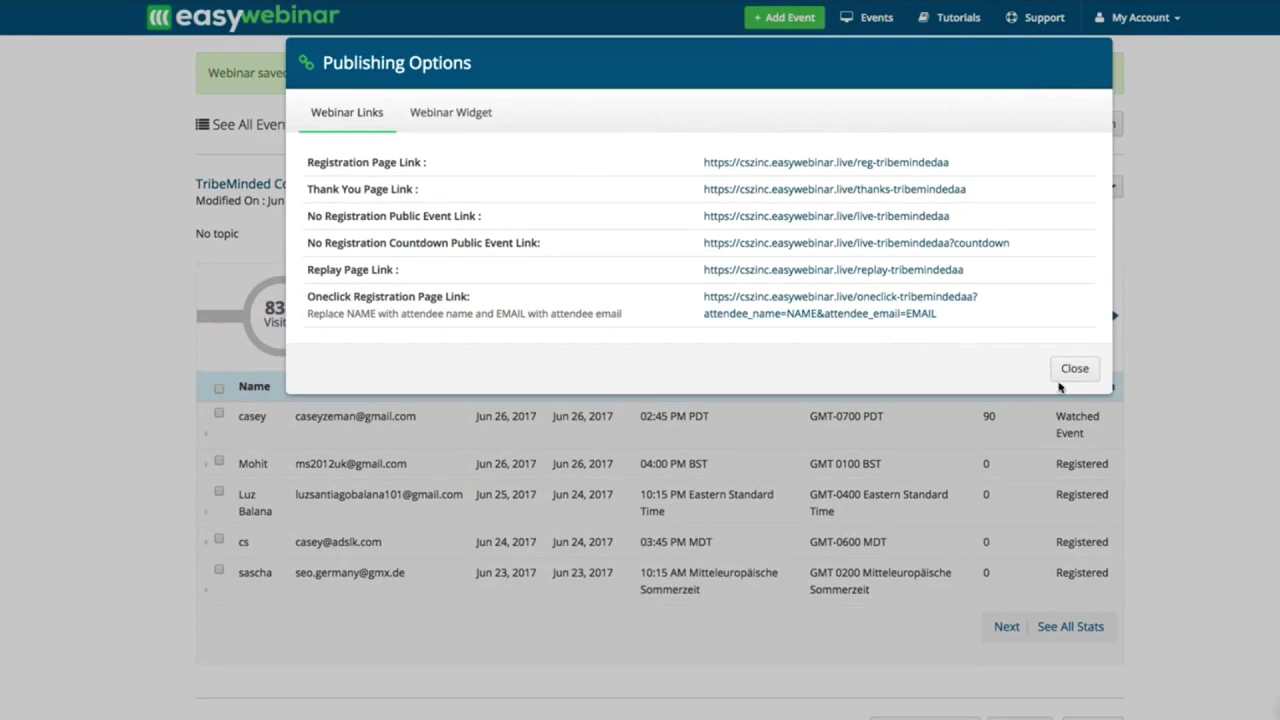 easywebinar
+ Add Event
Events
Tutorials
Support
My Account
Webinar saved
Publishing Options
See All Even
Webinar Links
Webinar Widget
Registration Page Link :
https://cszinc.easywebinar.live/reg-tribemindedaa
Thank You Page Link :
https://cszinc.easywebinar.live/thanks-tribemindedaa
No Registration Public Event Link :
https://cszinc.easywebinar.live/live-tribemindedaa
No Registration Countdown Public Event Link:
https://cszinc.easywebinar.live/live-tribemindedaa?countdown
Replay Page Link :
https://cszinc.easywebinar.live/replay-tribemindedaa
Oneclick Registration Page Link:
Replace NAME with attendee name and EMAIL with attendee email
https://cszinc.easywebinar.live/oneclick-tribemindedaa?
attendee_name=NAME&attendee_email=EMAIL
Close
TribeMinded Co
Modified On : Jun
No topic
83
Visit
Name
casey caseyzeman@gmail.com Jun 26, 2017 Jun 26, 2017 02:45 PM PDT GMT-0700 PDT 90 Watched
Event
Mohit ms2012uk@gmail.com Jun 26, 2017 Jun 26, 2017 04:00 PM BST GMT 0100 BST 0 Registered
Luz luzsantiagobalana101@gmail.com Jun 25, 2017 Jun 24, 2017 10:15 PM Eastern Standard GMT-0400 Eastern Standard 0 Registered
Balana Time Time
cs casey@adslk.com Jun 24, 2017 Jun 24, 2017 03:45 PM MDT GMT-0600 MDT 0 Registered
sascha seo.germany@gmx.de Jun 23, 2017 Jun 23, 2017 10:15 AM Mitteleuropäische GMT 0200 Mitteleuropäische 0 Registered
Sommerzeit Sommerzeit
Next | See All Stats